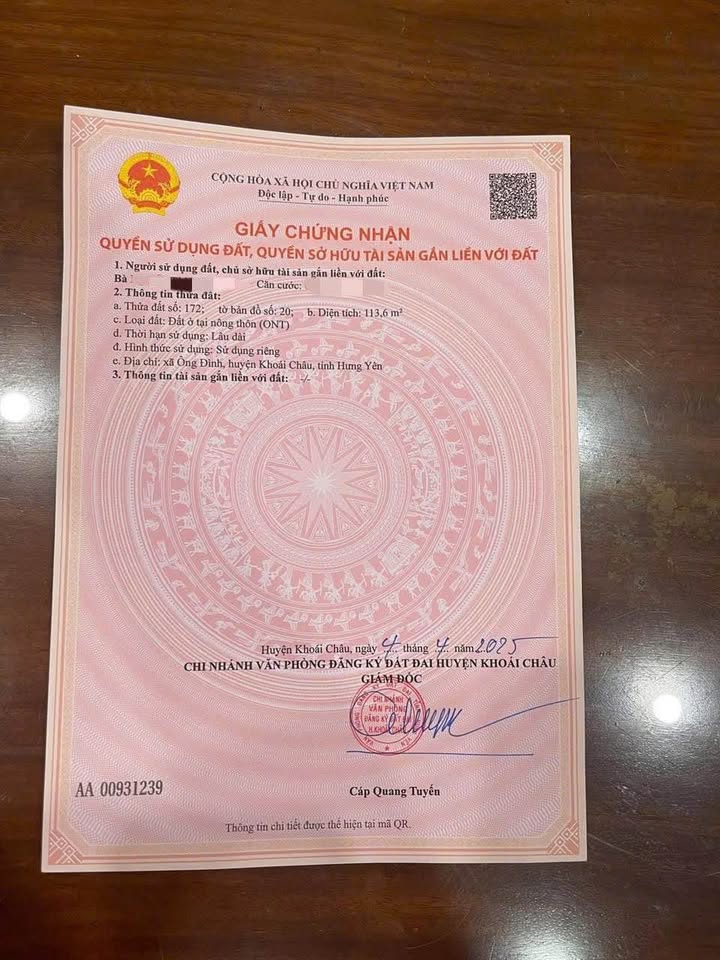 CỘNG HÒA XÃ HỘI CHỦ NGHĨA VIỆT NAM
Độc lập - Tự do - Hạnh phúc
GIẤY CHỨNG NHẬN
QUYỀN SỬ DỤNG ĐẤT, QUYỀN SỞ HỮU TÀI SẢN GẮN LIỀN VỚI ĐẤT
1. Người sử dụng đất, chủ sở hữu tài sản gắn liền với đất:
Bà Căn cước:
2. Thông tin thửa đất:
a. Thửa đất số: 172; tờ bản đồ số: 20; b. Diện tích: 113,6 m²
c. Loại đất: Đất ở tại nông thôn (ONT)
d. Thời hạn sử dụng: Lâu dài
đ. Hình thức sử dụng: Sử dụng riêng
e. Địa chỉ: xã Ông Đình, huyện Khoái Châu, tỉnh Hưng Yên
3. Thông tin tài sản gắn liền với đất: -/-
Huyện Khoái Châu, ngày 4 tháng 4 năm 2025
CHI NHÁNH VĂN PHÒNG ĐĂNG KÝ ĐẤT ĐAI HUYỆN KHOÁI CHÂU
GIÁM ĐỐC
CHI NHÁNH
VĂN PHÒNG
ĐĂNG KÝ ĐẤT
Cáp Quang Tuyến
AA 00931239
Thông tin chi tiết được thể hiện tại mã QR.